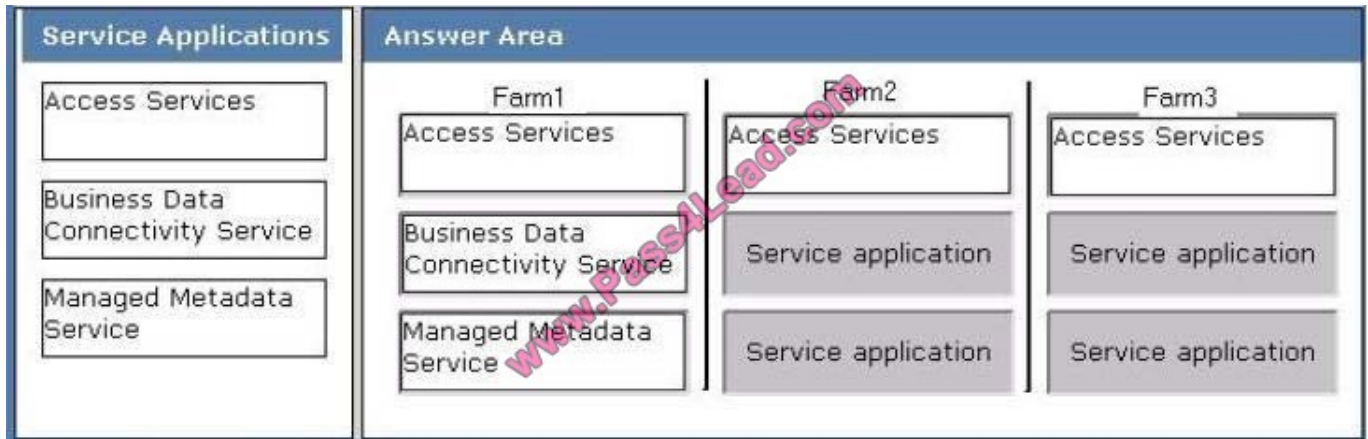 Service Applications
Access Services
Business Data
Connectivity Service
Managed Metadata
Service
Answer Area
Farm1
Access Services
Business Data
Connectivity Service
Managed Metadata
Service
Farm2
Access Services
Service application
Service application
Farm3
Access Services
Service application
Service application
www.Pass4Lead.com